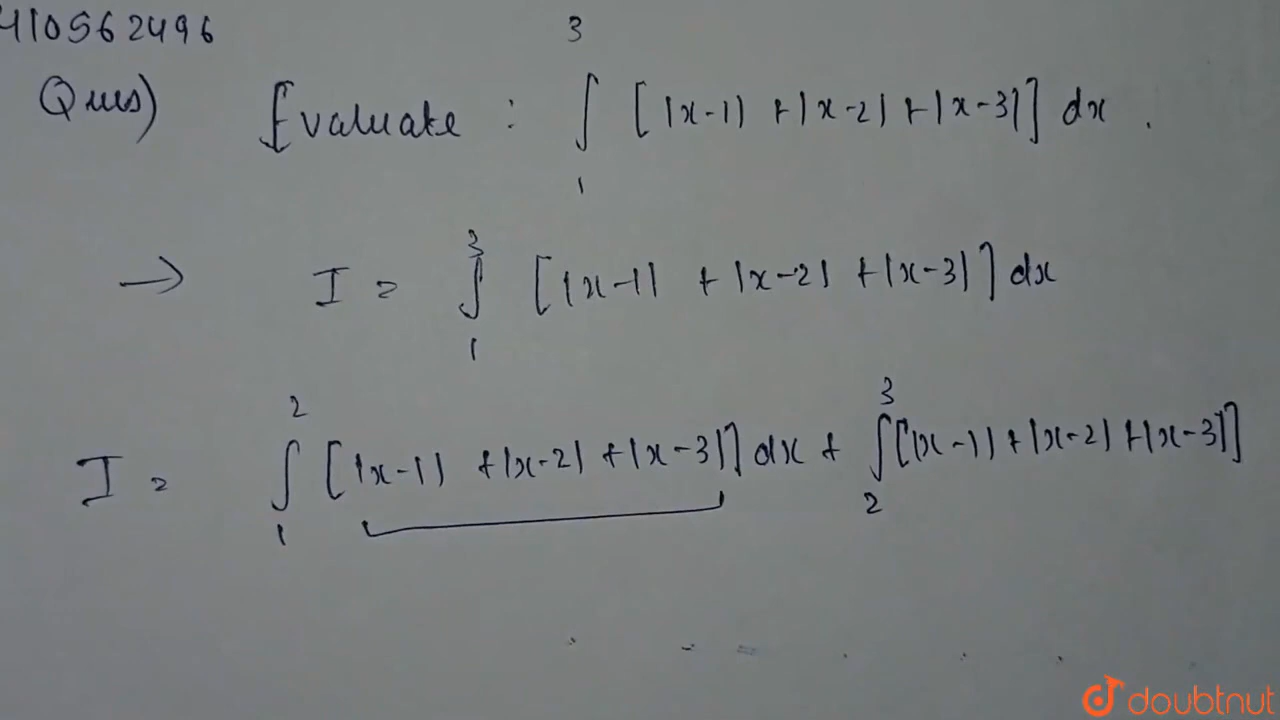 410562496
Ques) Evaluate : ∫₁³ [|x-1| + |x-2| + |x-3|] dx .
→ I = ∫₁³ [|x-1| + |x-2| + |x-3|] dx
I = ∫₁² [|x-1| + |x-2| + |x-3|] dx + ∫₂³ [|x-1| + |x-2| + |x-3|]
doubtnut